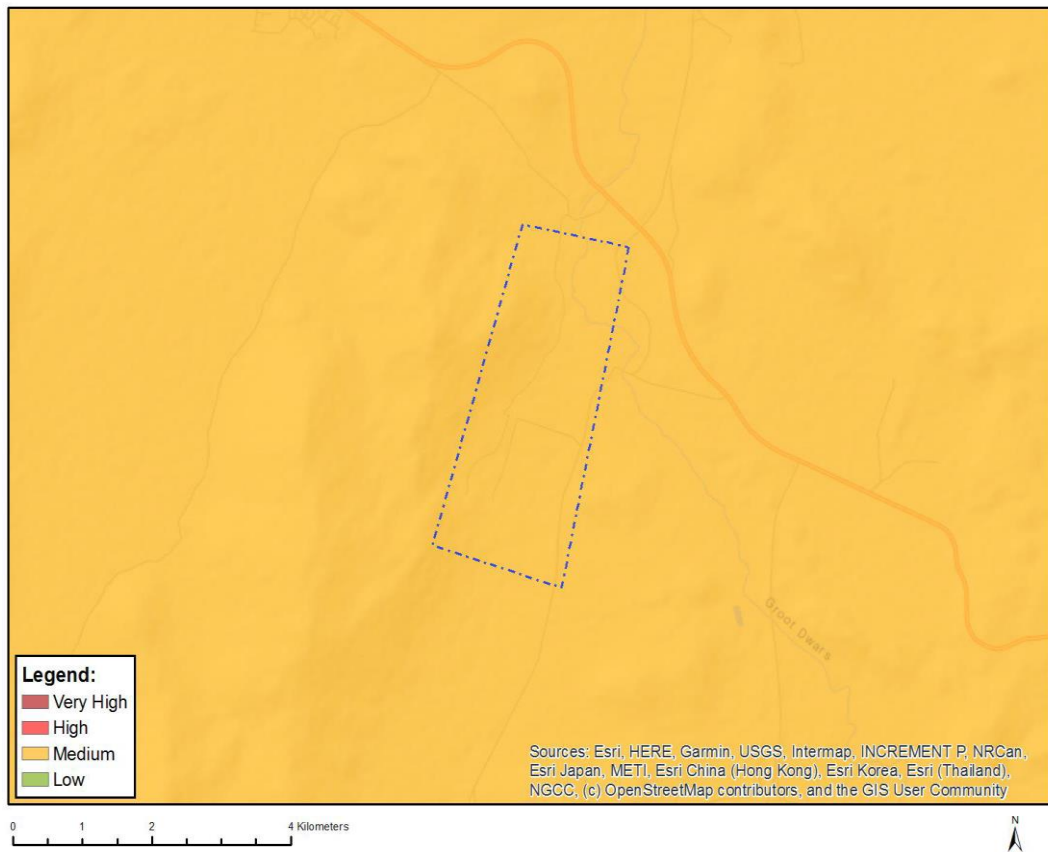 Groot Dwars
Legend:
Very High
High
Medium
Low
Sources: Esri, HERE, Garmin, USGS, Intermap, INCREMENT P, NRCan,
Esri Japan, METI, Esri China (Hong Kong), Esri Korea, Esri (Thailand),
NGCC, (c) OpenStreetMap contributors, and the GIS User Community
0 1 2 4 Kilometers
N